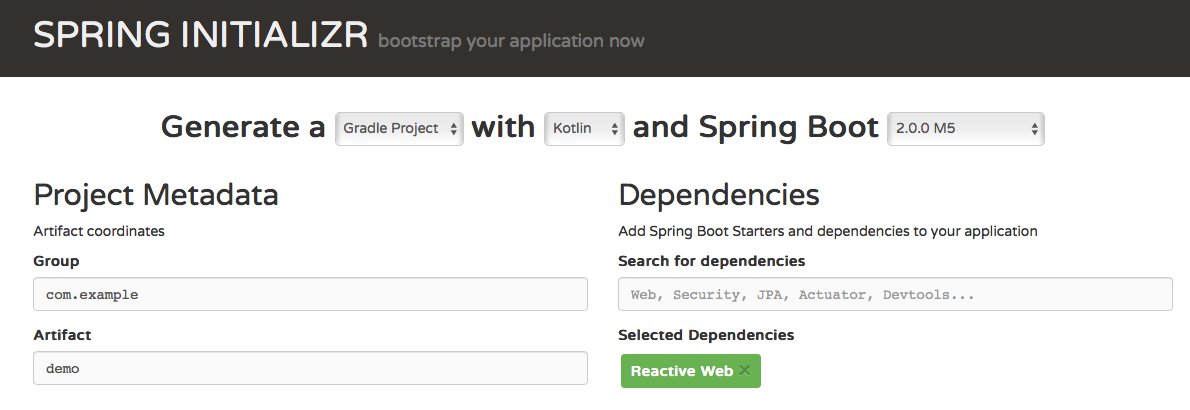 SPRING INITIALIZR bootstrap your application now
Generate a Gradle Project with Kotlin and Spring Boot 2.0.0 M5
Project Metadata
Artifact coordinates
Group
com.example
Artifact
demo
Dependencies
Add Spring Boot Starters and dependencies to your application
Search for dependencies
Web, Security, JPA, Actuator, Devtools...
Selected Dependencies
Reactive Web ×